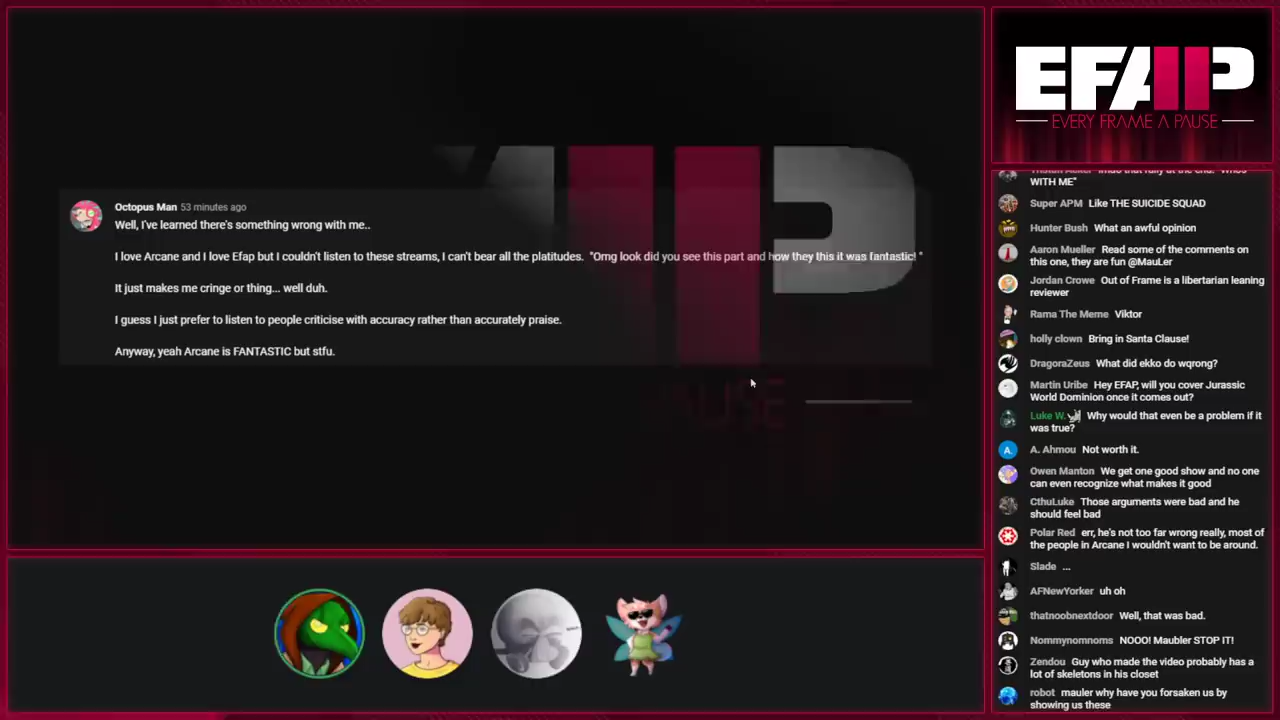 Octopus Man 53 minutes ago
Well, I've learned there's something wrong with me..
I love Arcane and I love Efap but I couldn't listen to these streams, I can't bear all the platitudes. "Omg look did you see this part and how they this it was fantastic! "
It just makes me cringe or thing... well duh.
I guess I just prefer to listen to people criticise with accuracy rather than accurately praise.
Anyway, yeah Arcane is FANTASTIC but stfu.
EFAP
EVERY FRAME A PAUSE
WITH ME"
Super APM Like THE SUICIDE SQUAD
Hunter Bush What an awful opinion
Aaron Mueller Read some of the comments on
this one, they are fun @MauLer
Jordan Crowe Out of Frame is a libertarian leaning
reviewer
Rama The Meme Viktor
holly clown Bring in Santa Clause!
DragoraZeus What did ekko do wqrong?
Martin Uribe Hey EFAP, will you cover Jurassic
World Dominion once it comes out?
Luke W. Why would that even be a problem if it
was true?
A. Ahmou Not worth it.
Owen Manton We get one good show and no one
can even recognize what makes it good
CthuLuke Those arguments were bad and he
should feel bad
Polar Red err, he's not too far wrong really, most of
the people in Arcane I wouldn't want to be around.
Slade ...
AFNewYorker uh oh
thatnoobnextdoor Well, that was bad.
Nommynomnoms NOOO! Maubler STOP IT!
Zendou Guy who made the video probably has a
lot of skeletons in his closet
robot mauler why have you forsaken us by
showing us these